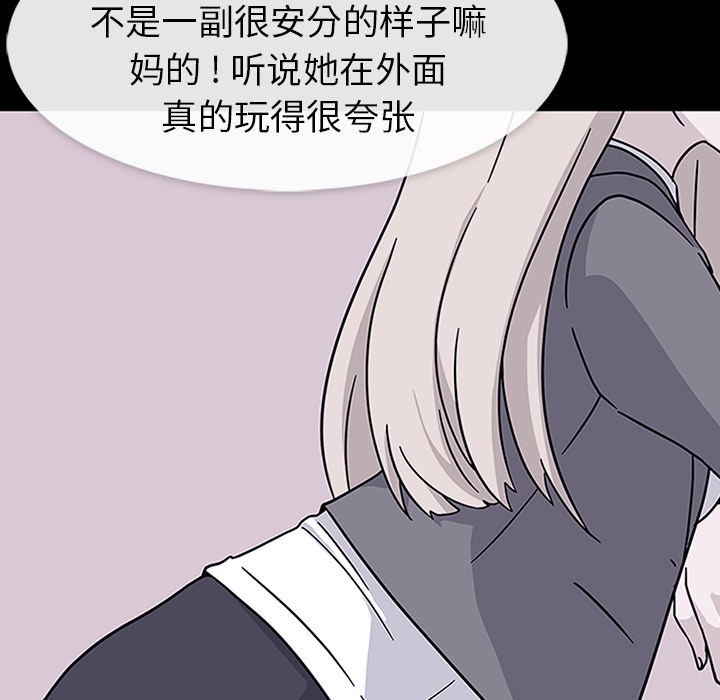 不是一副很安分的样子嘛
妈的！听说她在外面
真的玩得很夸张